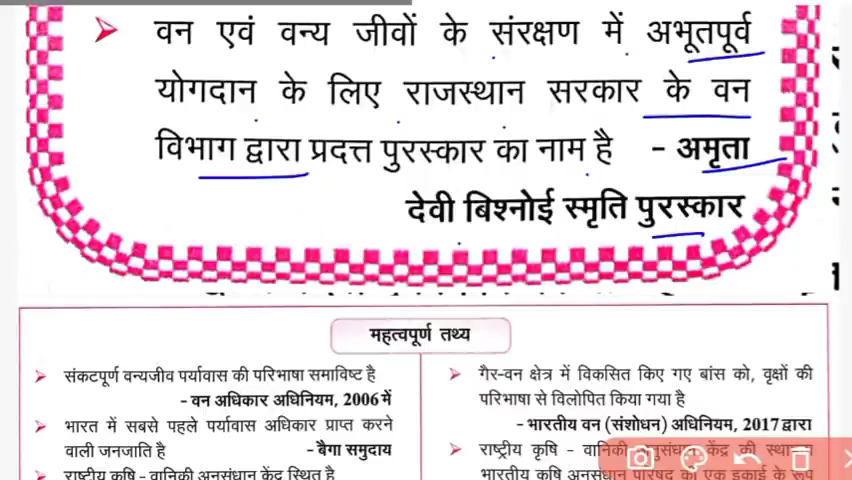 ➤ वन एवं वन्य जीवों के संरक्षण में अभूतपूर्व
योगदान के लिए राजस्थान सरकार के वन
विभाग द्वारा प्रदत्त पुरस्कार का नाम है - अमृता
देवी बिश्नोई स्मृति पुरस्कार
महत्वपूर्ण तथ्य
➤ संकटपूर्ण वन्यजीव पर्यावास की परिभाषा समाविष्ट है
- वन अधिकार अधिनियम, 2006 में
➤ भारत में सबसे पहले पर्यावास अधिकार प्राप्त करने
वाली जनजाति है - बैगा समुदाय
➤ राष्ट्रीय कृषि - वानिकी अनुसंधान केंद्र स्थित है
➤ गैर-वन क्षेत्र में विकसित किए गए बांस को, वृक्षों की
परिभाषा से विलोपित किया गया है
- भारतीय वन (संशोधन) अधिनियम, 2017 द्वारा
➤ राष्ट्रीय कृषि - वानिकी अनुसंधान केंद्र की
भारतीय कृषि अनुसंधान परिषद की एक इकाई के रूप